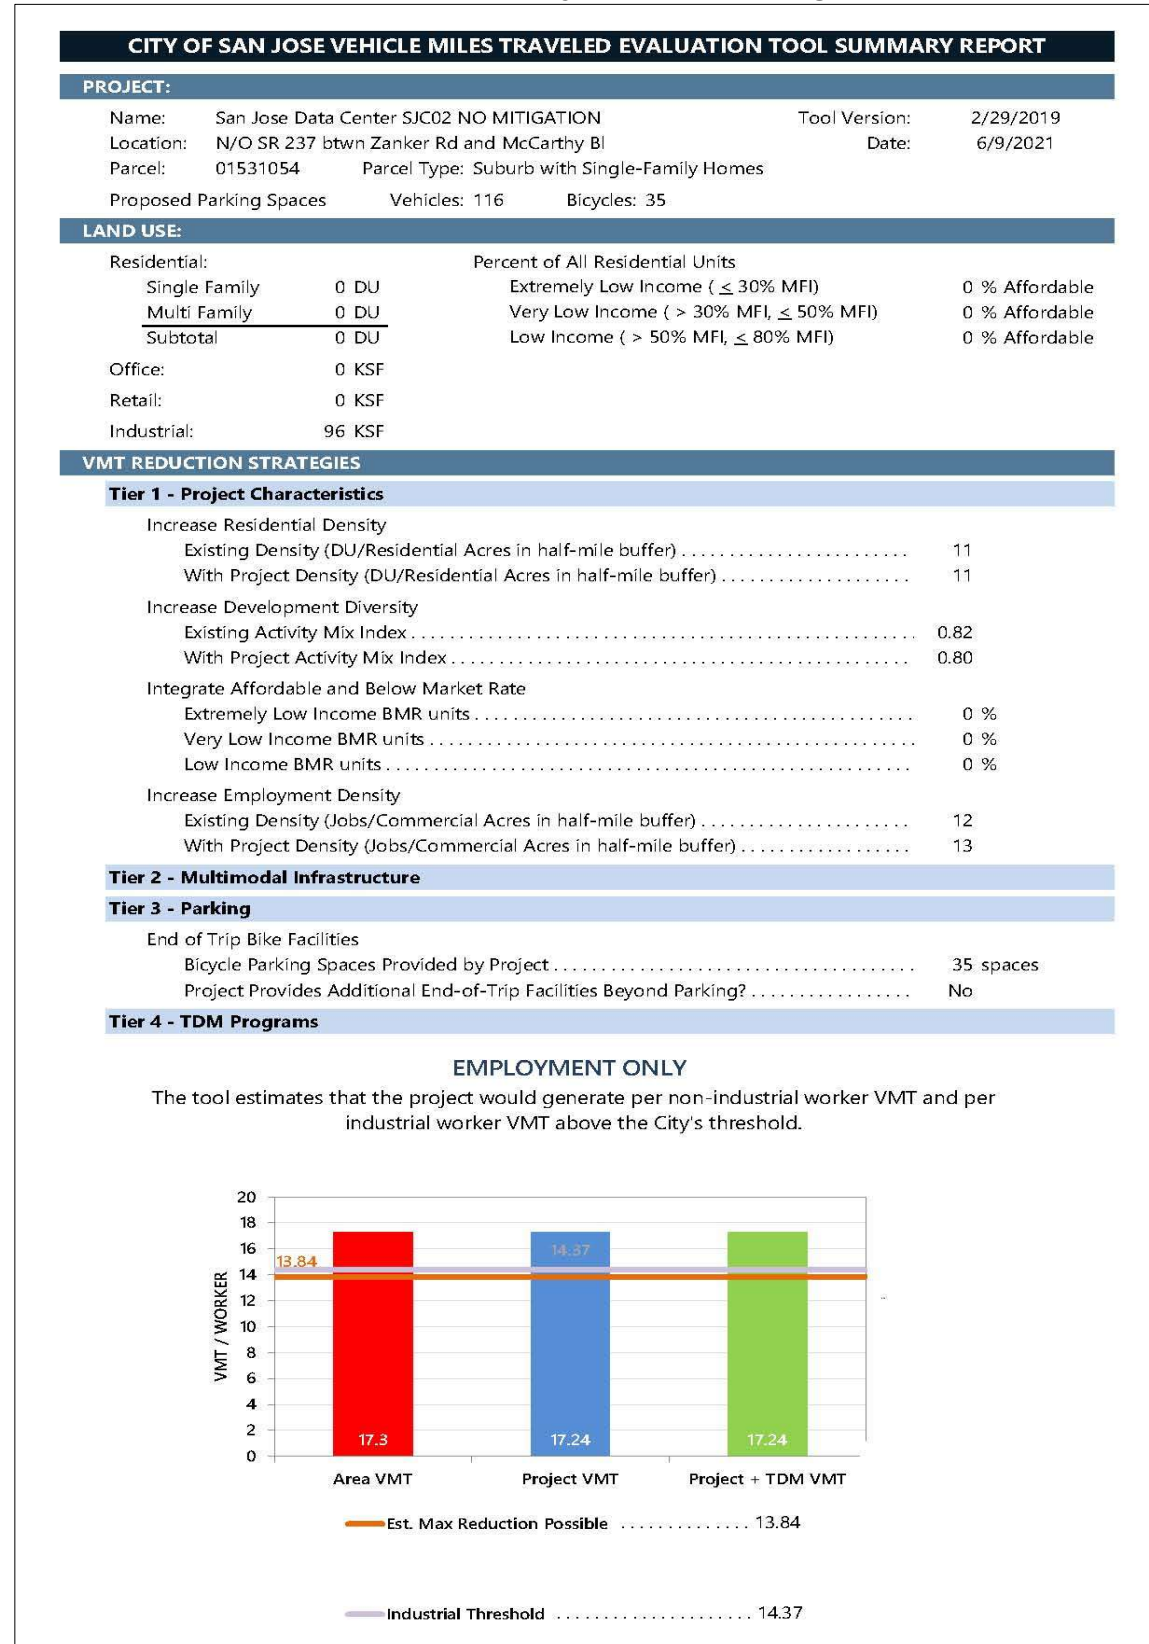 CITY OF SAN JOSE VEHICLE MILES TRAVELED EVALUATION TOOL SUMMARY REPORT
PROJECT:
Name: San Jose Data Center SJC02 NO MITIGATION Tool Version: 2/29/2019
Location: N/O SR 237 btwn Zanker Rd and McCarthy Bl Date: 6/9/2021
Parcel: 01531054 Parcel Type: Suburb with Single-Family Homes
Proposed Parking Spaces Vehicles: 116 Bicycles: 35
LAND USE:
Residential: Percent of All Residential Units
Single Family 0 DU Extremely Low Income ( ≤ 30% MFI) 0 % Affordable
Multi Family 0 DU Very Low Income ( > 30% MFI, ≤ 50% MFI) 0 % Affordable
Subtotal 0 DU Low Income ( > 50% MFI, ≤ 80% MFI) 0 % Affordable
Office: 0 KSF
Retail: 0 KSF
Industrial: 96 KSF
VMT REDUCTION STRATEGIES
Tier 1 - Project Characteristics
Increase Residential Density
Existing Density (DU/Residential Acres in half-mile buffer) . . . . . . . . . . . . . . . . . . . . . . . . 11
With Project Density (DU/Residential Acres in half-mile buffer) . . . . . . . . . . . . . . . . . . . . 11
Increase Development Diversity
Existing Activity Mix Index . . . . . . . . . . . . . . . . . . . . . . . . . . . . . . . . . . . . . . . . 0.82
With Project Activity Mix Index . . . . . . . . . . . . . . . . . . . . . . . . . . . . . . . . . . . . 0.80
Integrate Affordable and Below Market Rate
Extremely Low Income BMR units . . . . . . . . . . . . . . . . . . . . . . . . . . . . . . . . . . 0 %
Very Low Income BMR units . . . . . . . . . . . . . . . . . . . . . . . . . . . . . . . . . . . . . . 0 %
Low Income BMR units . . . . . . . . . . . . . . . . . . . . . . . . . . . . . . . . . . . . . . . . . . 0 %
Increase Employment Density
Existing Density (Jobs/Commercial Acres in half-mile buffer) . . . . . . . . . . . . . . . . . . . . . . 12
With Project Density (Jobs/Commercial Acres in half-mile buffer) . . . . . . . . . . . . . . . . . . 13
Tier 2 - Multimodal Infrastructure
Tier 3 - Parking
End of Trip Bike Facilities
Bicycle Parking Spaces Provided by Project . . . . . . . . . . . . . . . . . . . . . . . . . . . . . . 35 spaces
Project Provides Additional End-of-Trip Facilities Beyond Parking? . . . . . . . . . . . . . . . . . No
Tier 4 - TDM Programs
EMPLOYMENT ONLY
The tool estimates that the project would generate per non-industrial worker VMT and per
industrial worker VMT above the City's threshold.
VMT / WORKER
20
18
16
14
12
10
8
6
4
2
0
13.84
14.37
17.3 17.24 17.24
Area VMT Project VMT Project + TDM VMT
Est. Max Reduction Possible . . . . . . . . . . . . . . 13.84
Industrial Threshold . . . . . . . . . . . . . . . . . . . . . 14.37